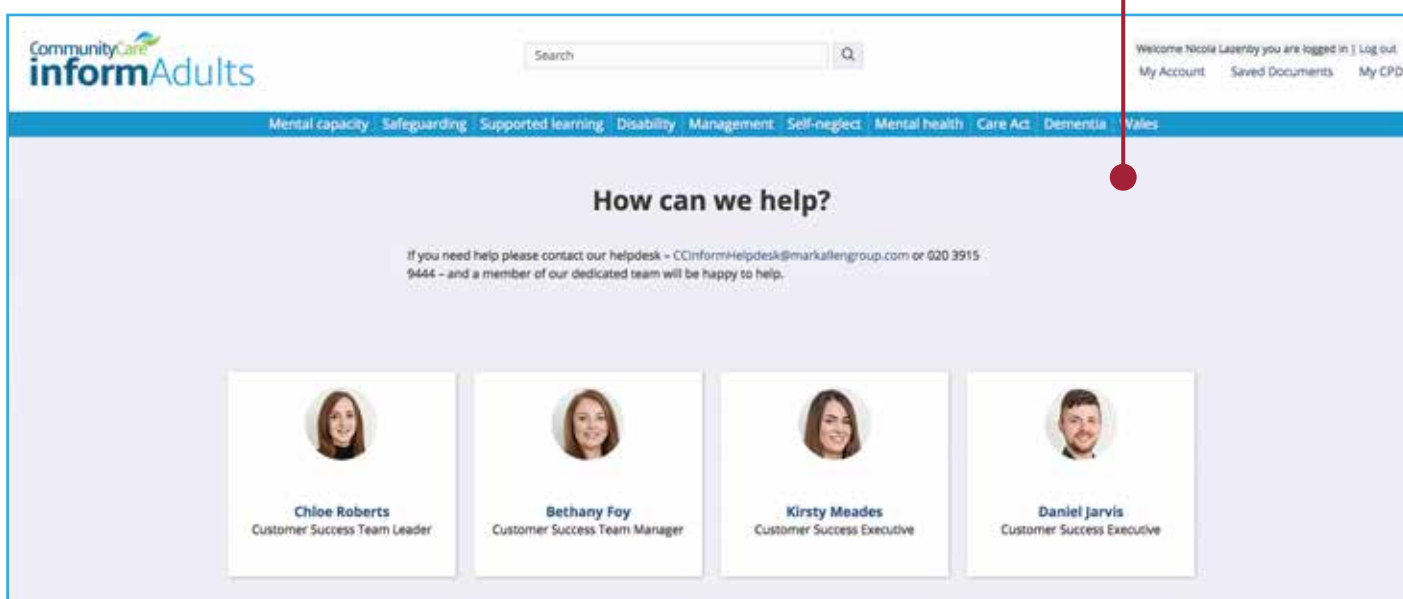 CommunityCare
informAdults
Search
Welcome Nicola Lazenby you are logged in | Log out
My Account Saved Documents My CPD
Mental capacity Safeguarding Supported learning Disability Management Self-neglect Mental health Care Act Dementia Wales
How can we help?
If you need help please contact our helpdesk – CCInformHelpdesk@markallengroup.com or 020 3915
9444 – and a member of our dedicated team will be happy to help.
Chloe Roberts
Customer Success Team Leader
Bethany Foy
Customer Success Team Manager
Kirsty Meades
Customer Success Executive
Daniel Jarvis
Customer Success Executive